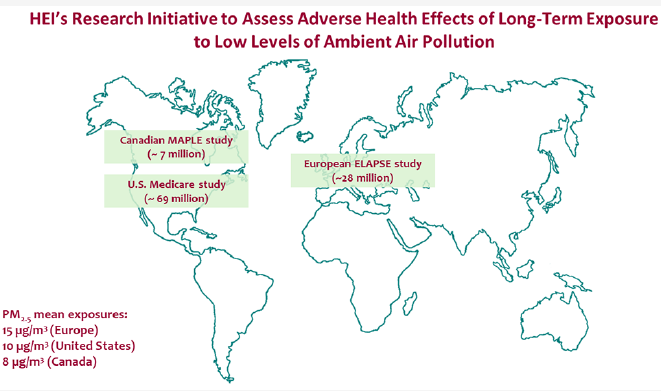 HEI's Research Initiative to Assess Adverse Health Effects of Long-Term Exposure
to Low Levels of Ambient Air Pollution
Canadian MAPLE study
(~ 7 million)
European ELAPSE study
(~28 million)
U.S. Medicare study
(~ 69 million)
PM2.5 mean exposures:
15 µg/m³ (Europe)
10 µg/m³ (United States)
8 µg/m³ (Canada)